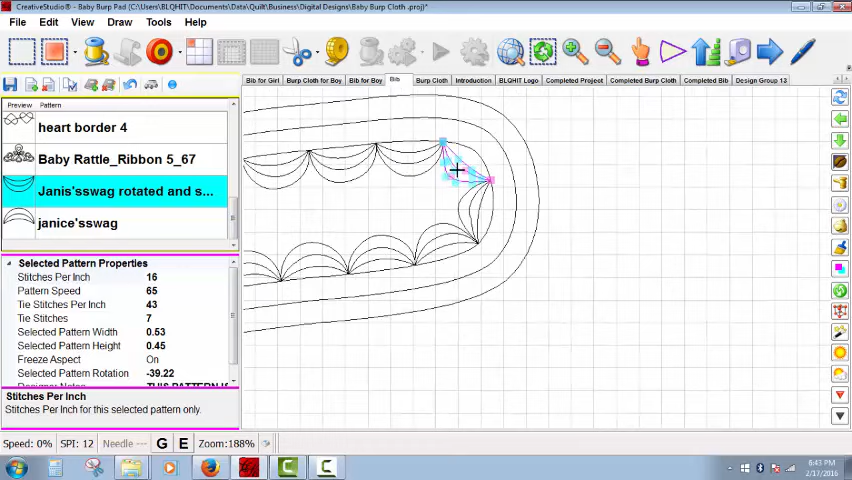 CreativeStudio® - Baby Burp Pad (C:\Users\BLQHIT\Documents\Data\Quilt\Business\Digital Designs\Baby Burp Cloth .proj)*
File Edit View Draw Tools Help
Bib for Girl Burp Cloth for Boy Bib for Boy Bib Burp Cloth Introduction BLQHIT Logo Completed Project Completed Burp Cloth Completed Bib Design Group 13
Preview Pattern
heart border 4
Baby Rattle_Ribbon 5_67
Janis'sswag rotated and s...
janice'sswag
Selected Pattern Properties
Stitches Per Inch 16
Pattern Speed 65
Tie Stitches Per Inch 43
Tie Stitches 7
Selected Pattern Width 0.53
Selected Pattern Height 0.45
Freeze Aspect On
Selected Pattern Rotation -39.22
Designer Notes THIS PATTERN IS
Stitches Per Inch
Stitches Per Inch for this selected pattern only.
Speed: 0% SPI: 12 Needle --- G E Zoom:188%
6:43 PM
2/17/2016